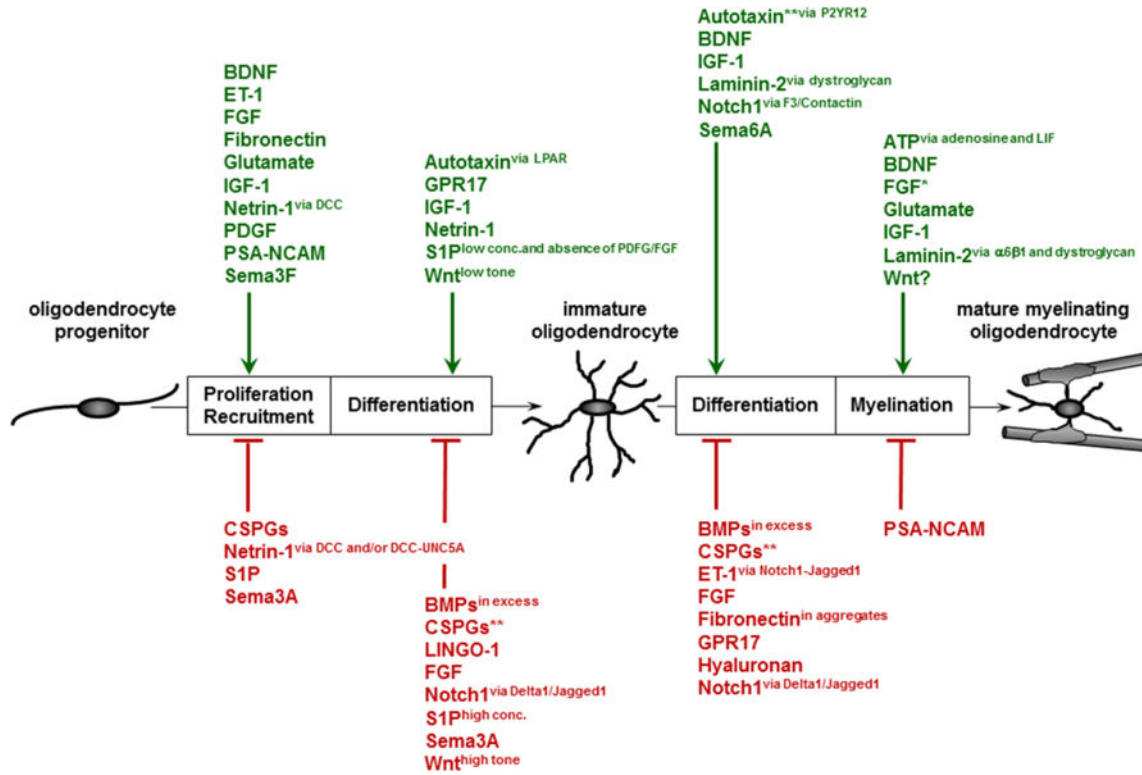 BDNF
ET-1
FGF
Fibronectin
Glutamate
IGF-1
Netrin-1via DCC
PDGF
PSA-NCAM
Sema3F
Autotaxinvia LPAR
GPR17
IGF-1
Netrin-1
S1Plow conc.and absence of PDFG/FGF
Wntlow tone
Autotaxin**via P2YR12
BDNF
IGF-1
Laminin-2via dystroglycan
Notch1via F3/Contactin
Sema6A
ATPvia adenosine and LIF
BDNF
FGF*
Glutamate
IGF-1
Laminin-2via α6β1 and dystroglycan
Wnt?
oligodendrocyte
progenitor
immature
oligodendrocyte
mature myelinating
oligodendrocyte
Proliferation
Recruitment
Differentiation
Differentiation
Myelination
CSPGs
Netrin-1via DCC and/or DCC-UNC5A
S1P
Sema3A
BMPsin excess
CSPGs**
LINGO-1
FGF
Notch1via Delta1/Jagged1
S1Phigh conc.
Sema3A
Wnthigh tone
BMPsin excess
CSPGs**
ET-1via Notch1-Jagged1
FGF
Fibronectinin aggregates
GPR17
Hyaluronan
Notch1via Delta1/Jagged1
PSA-NCAM